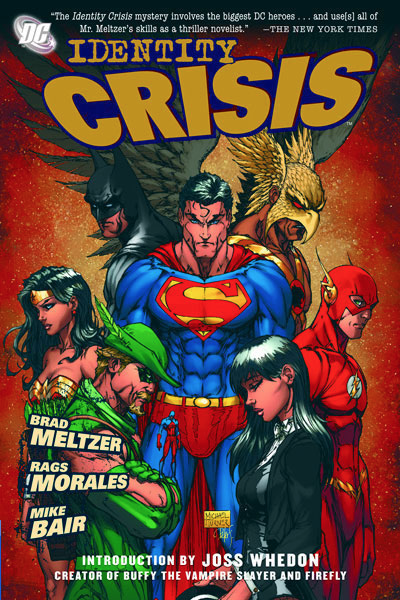 "The Identity Crisis mystery involves the biggest DC heroes . . . and use[s] all of
Mr. Meltzer's skills as a thriller novelist." —THE NEW YORK TIMES
DC
IDENTITY
CRISIS
TM
BRAD
MELTZER
RAGS
MORALES
MIKE
BAIR
MICHAEL
TURNER
INTRODUCTION BY JOSS WHEDON
CREATOR OF BUFFY THE VAMPIRE SLAYER AND FIREFLY